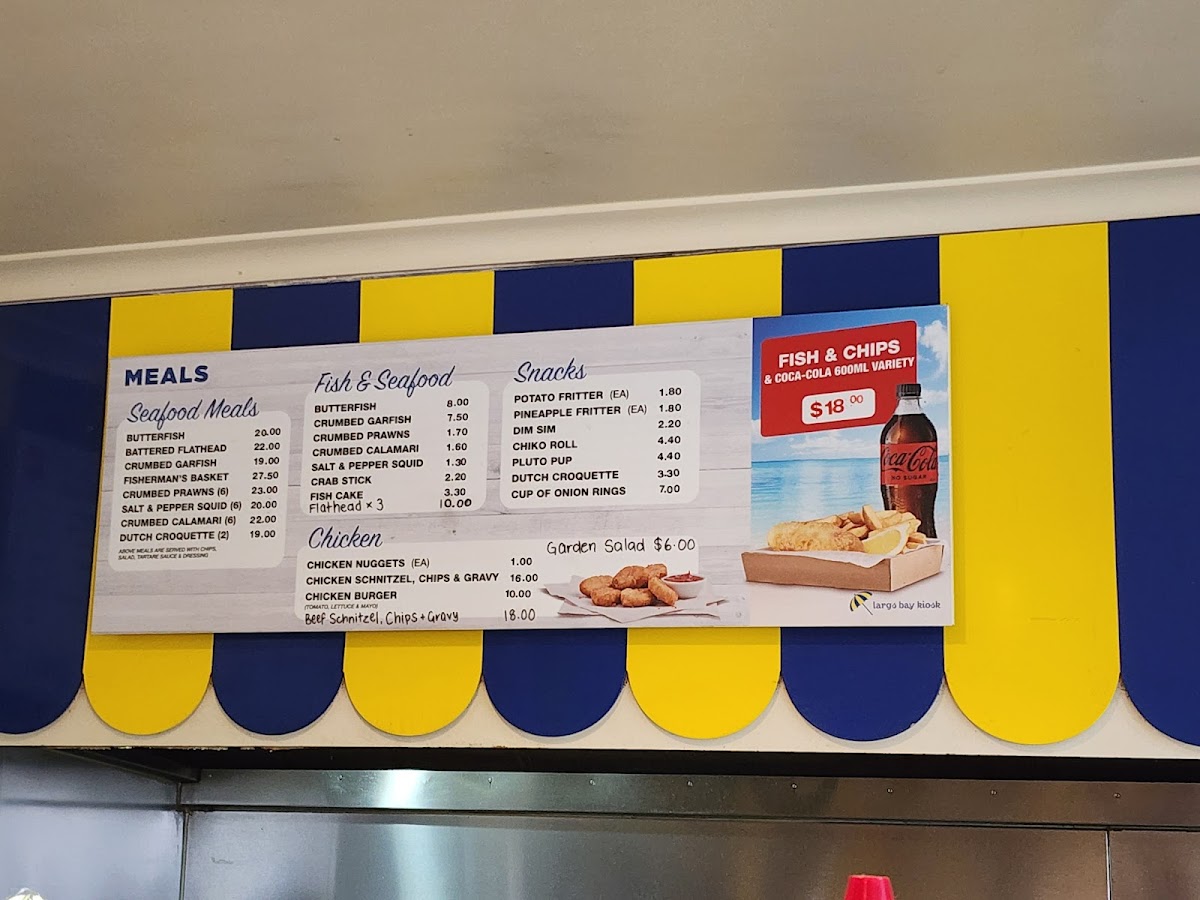 MEALS
Seafood Meals
BUTTERFISH 20.00
BATTERED FLATHEAD 22.00
CRUMBED GARFISH 19.00
FISHERMAN'S BASKET 27.50
CRUMBED PRAWNS (6) 23.00
SALT & PEPPER SQUID (6) 20.00
CRUMBED CALAMARI (6) 22.00
DUTCH CROQUETTE (2) 19.00
ABOVE MEALS ARE SERVED WITH CHIPS,
SALAD, TARTARE SAUCE & DRESSING
Fish & Seafood
BUTTERFISH 8.00
CRUMBED GARFISH 7.50
CRUMBED PRAWNS 1.70
CRUMBED CALAMARI 1.60
SALT & PEPPER SQUID 1.30
CRAB STICK 2.20
FISH CAKE 3.30
Flathead x 3 10.00
Snacks
POTATO FRITTER (EA) 1.80
PINEAPPLE FRITTER (EA) 1.80
DIM SIM 2.20
CHIKO ROLL 4.40
PLUTO PUP 4.40
DUTCH CROQUETTE 3.30
CUP OF ONION RINGS 7.00
Chicken
CHICKEN NUGGETS (EA) 1.00
CHICKEN SCHNITZEL, CHIPS & GRAVY 16.00
CHICKEN BURGER 10.00
(TOMATO, LETTUCE & MAYO)
Beef Schnitzel, Chips + Gravy 18.00
Garden Salad $6.00
FISH & CHIPS
& COCA-COLA 600ML VARIETY
$18 00
Coca-Cola
NO SUGAR
largs bay kiosk